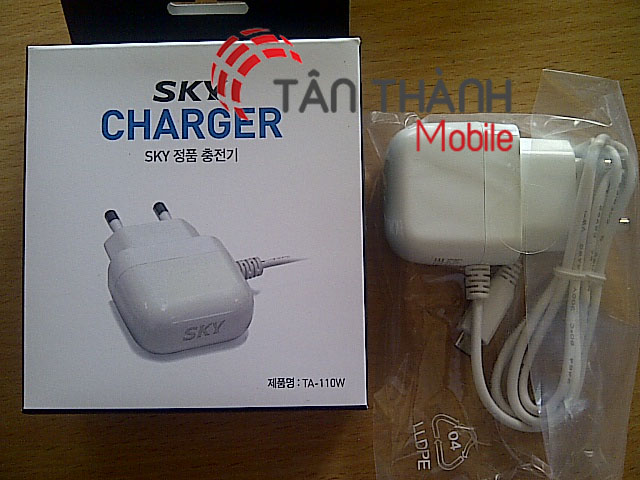 SKY
CHARGER
SKY 정품 충전기
SKY
제품명 : TA-110W
TÂN THÀNH
Mobile
04
LLDPE